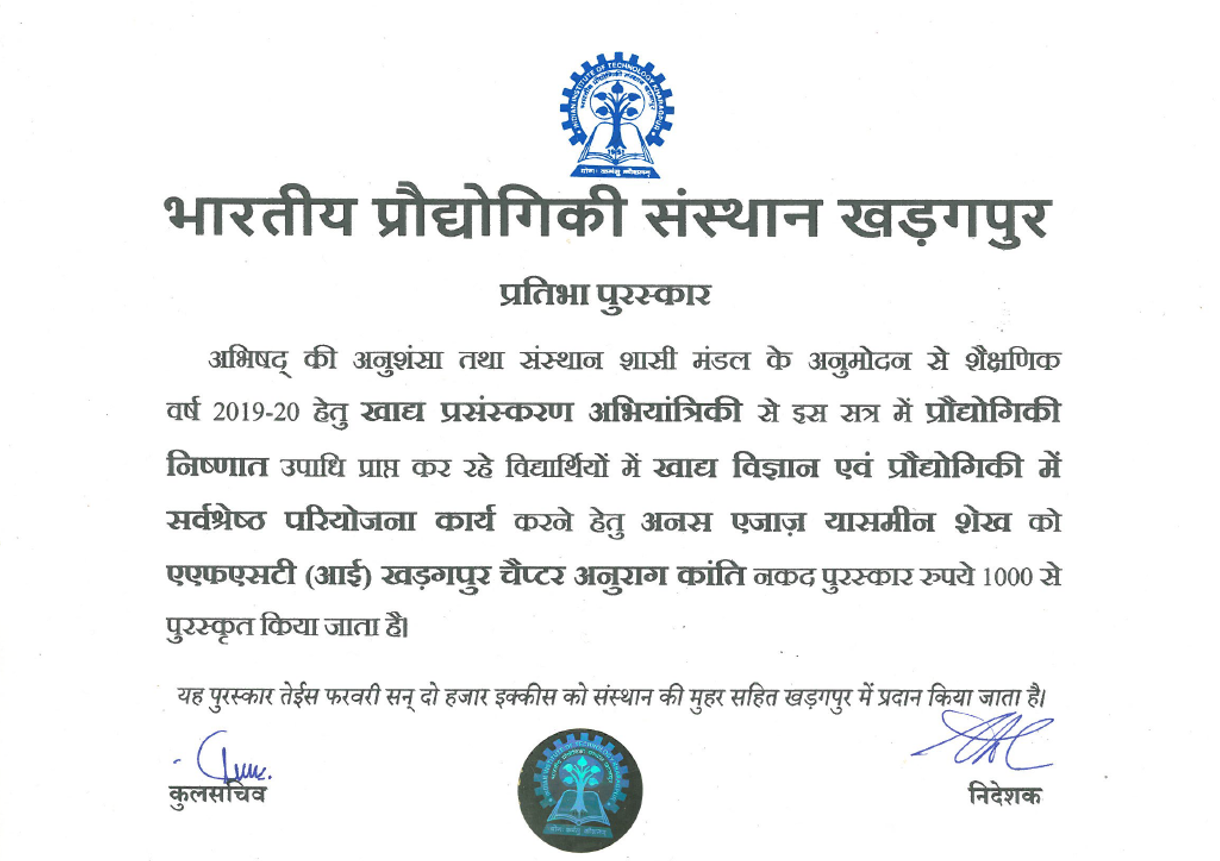 INDIAN INSTITUTE OF TECHNOLOGY KHARAGPUR
भारतीय प्रौद्योगिकी संस्थान खड़गपुर
1951
योगः कर्मसु कौशलम्
भारतीय प्रौद्योगिकी संस्थान खड़गपुर
प्रतिभा पुरस्कार
अभिषद् की अनुशंसा तथा संस्थान शासी मंडल के अनुमोदन से शैक्षणिक
वर्ष 2019-20 हेतु खाद्य प्रसंस्करण अभियांत्रिकी से इस सत्र में प्रौद्योगिकी
निष्णात उपाधि प्राप्त कर रहे विद्यार्थियों में खाद्य विज्ञान एवं प्रौद्योगिकी में
सर्वश्रेष्ठ परियोजना कार्य करने हेतु अनस एजाज़ यासमीन शेख को
एएफएसटी (आई) खड़गपुर चैप्टर अनुराग कांति नकद पुरस्कार रुपये 1000 से
पुरस्कृत किया जाता है।
यह पुरस्कार तेईस फरवरी सन् दो हजार इक्कीस को संस्थान की मुहर सहित खड़गपुर में प्रदान किया जाता है।
कुलसचिव
निदेशक